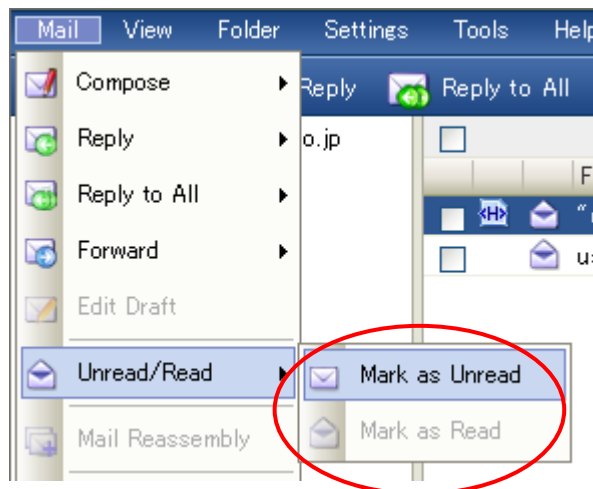 Mail View Folder Settings Tools Help
Compose Reply Reply to All
Reply o.jp
F
Reply to All
Forward
Edit Draft
Unread/Read Mark as Unread
Mail Reassembly Mark as Read